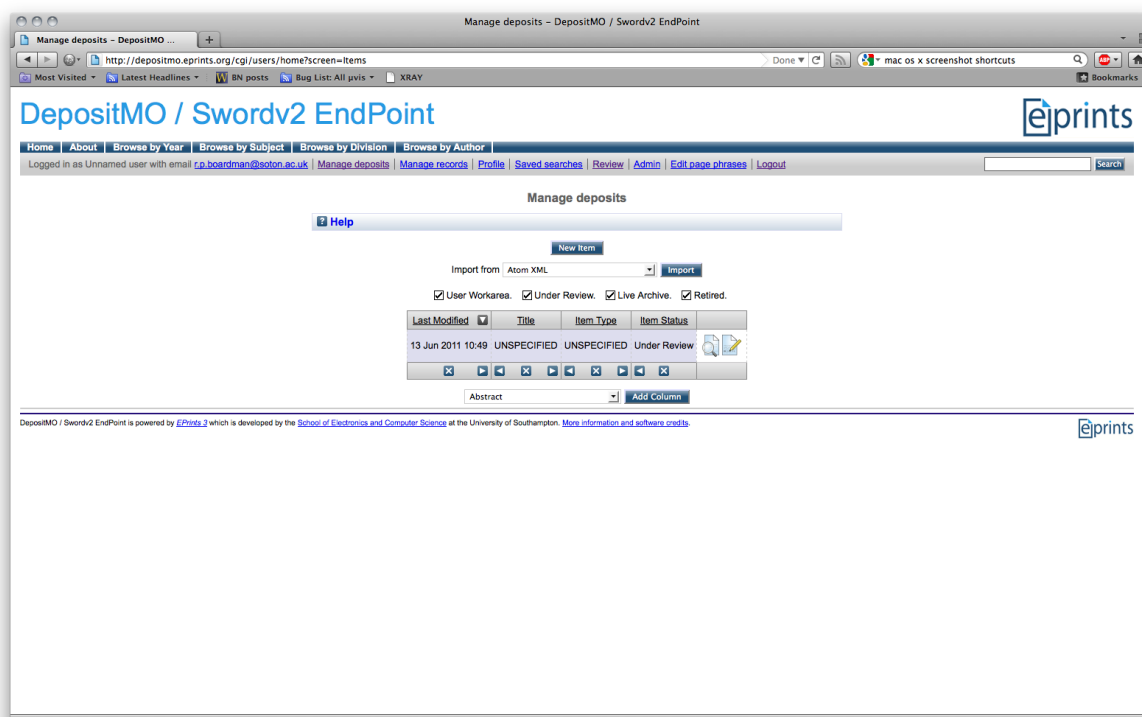 Manage deposits – DepositMO / Swordv2 EndPoint
Manage deposits – DepositMO ...
http://depositmo.eprints.org/cgi/users/home?screen=Items Done mac os x screenshot shortcuts ABP
Most Visited Latest Headlines W BN posts Bug List: All pvis XRAY Bookmarks
DepositMO / Swordv2 EndPoint eprints
Home About Browse by Year Browse by Subject Browse by Division Browse by Author
Logged in as Unnamed user with email r.p.boardman@soton.ac.uk | Manage deposits | Manage records | Profile | Saved searches | Review | Admin | Edit page phrases | Logout Search
Manage deposits
? Help
New Item
Import from Atom XML Import
User Workarea. Under Review. Live Archive. Retired.
Last Modified Title Item Type Item Status
13 Jun 2011 10:49 UNSPECIFIED UNSPECIFIED Under Review
Abstract Add Column
DepositMO / Swordv2 EndPoint is powered by EPrints 3 which is developed by the School of Electronics and Computer Science at the University of Southampton. More information and software credits. eprints